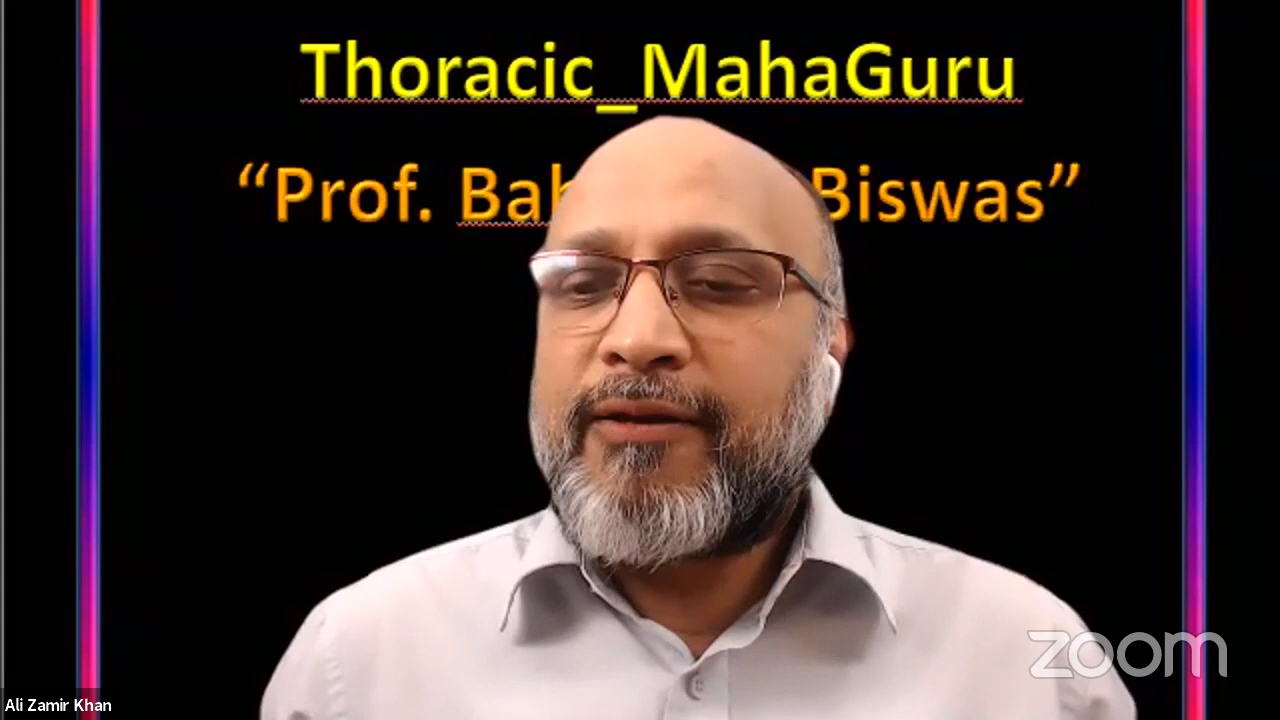 Thoracic_MahaGuru
“Prof. Biswas”
zoom
Ali Zamir Khan